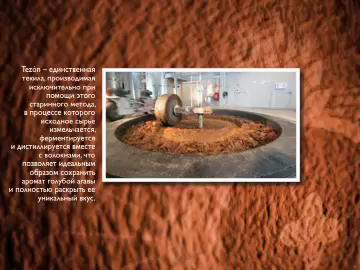 Tezón – единственная
текила, производимая
исключительно при
помощи этого
старинного метода,
в процессе которого
исходное сырье
измельчается,
ферментируется
и дистиллируется вместе
с волокнами, что
позволяет идеальным
образом сохранить
аромат голубой агавы
и полностью раскрыть ее
уникальный вкус.